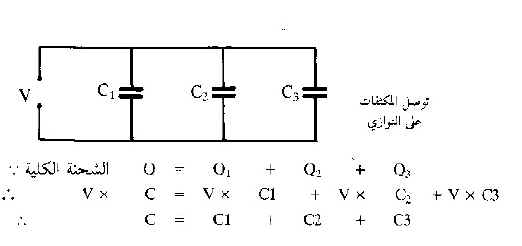 V C₁ C₂ C₃
توصل المكثفات
على التوازي
∵ الشحنة الكلية Q = Q₁ + Q₂ + Q₃
∴ V × C = V × C1 + V × C₂ + V × C3
∴ C = C1 + C2 + C3